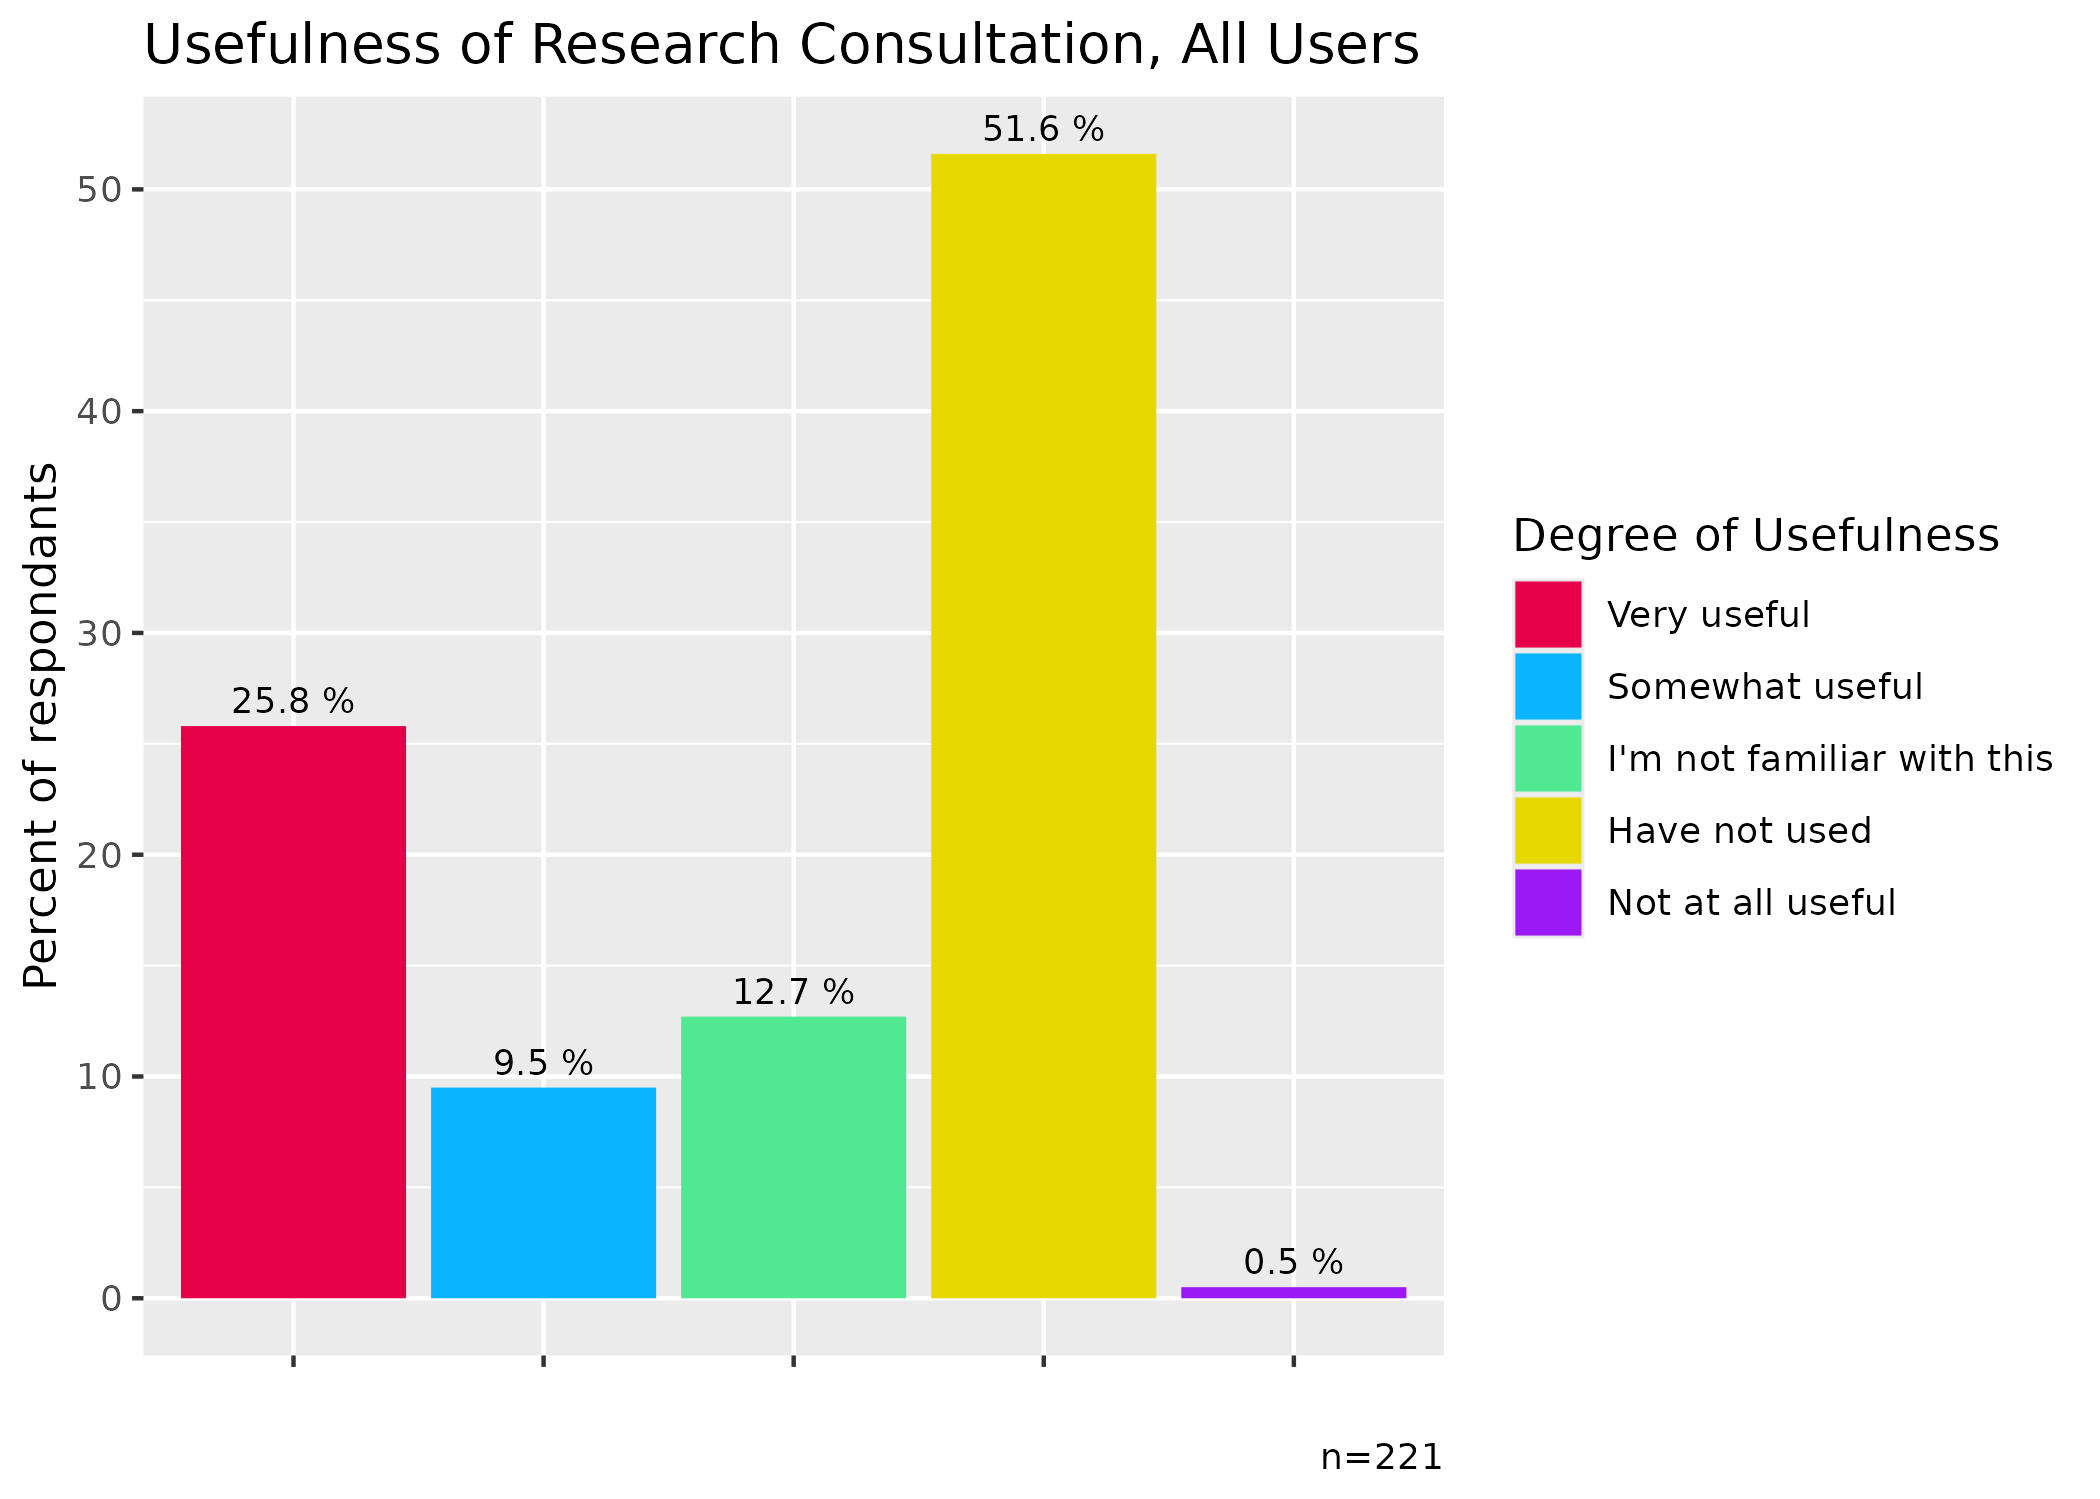 Usefulness of Research Consultation, All Users
Percent of respondants
50
40
30
20
10
0
25.8 %
9.5 %
12.7 %
51.6 %
0.5 %
Degree of Usefulness
Very useful
Somewhat useful
I'm not familiar with this
Have not used
Not at all useful
n=221